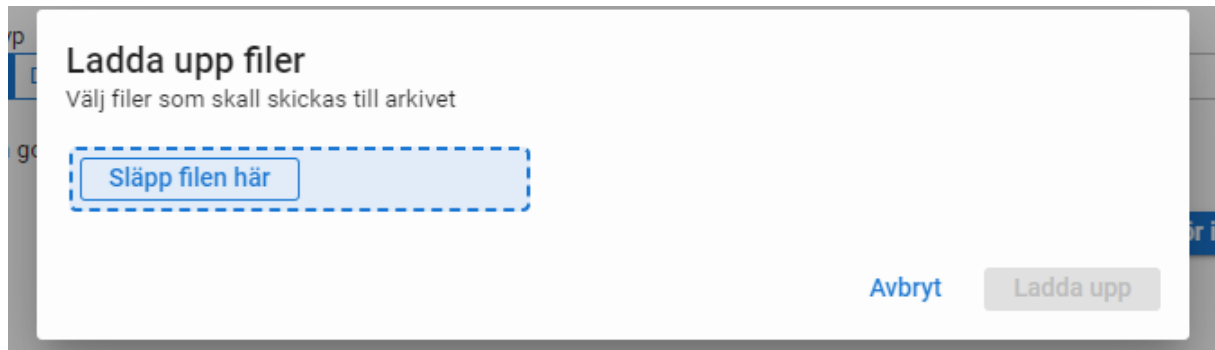 Ladda upp filer
Välj filer som skall skickas till arkivet
Släpp filen här
Avbryt
Ladda upp